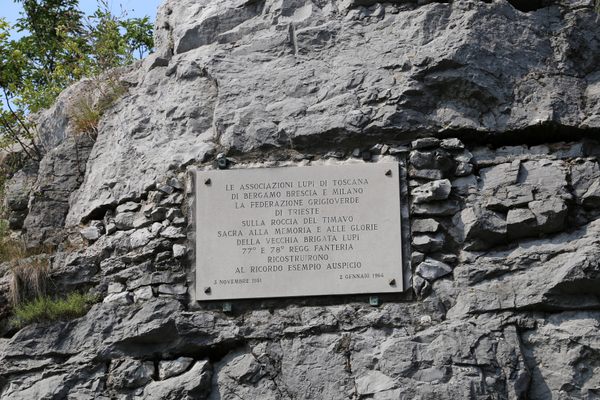 LE ASSOCIAZIONI LUPI DI TOSCANA
DI BERGAMO BRESCIA E MILANO
LA FEDERAZIONE GRIGIOVERDE
DI TRIESTE
SULLA ROCCIA DEL TIMAVO
SACRA ALLA MEMORIA E ALLE GLORIE
DELLA VECCHIA BRIGATA LUPI
77° E 78° REGG FANTERIA
RICOSTRUIRONO
AL RICORDO ESEMPIO AUSPICIO
3 NOVEMBRE 1951 2 GENNAIO 1964